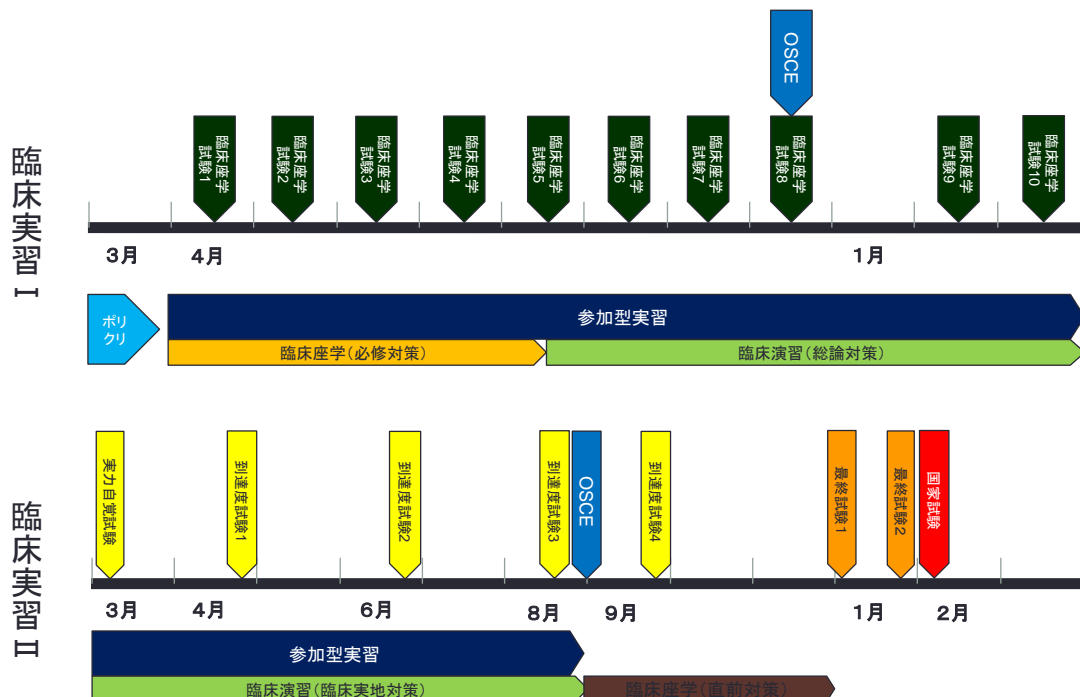 臨床実習Ⅰ
OSCE
臨床座学
試験1
臨床座学
試験2
臨床座学
試験3
臨床座学
試験4
臨床座学
試験5
臨床座学
試験6
臨床座学
試験7
臨床座学
試験8
臨床座学
試験9
臨床座学
試験10
3月
4月
1月
ポリ
クリ
参加型実習
臨床座学(必修対策)
臨床演習(総論対策)
臨床実習Ⅱ
実力自覚試験
到達度試験1
到達度試験2
到達度試験3
OSCE
到達度試験4
最終試験1
最終試験2
国家試験
3月
4月
6月
8月
9月
1月
2月
参加型実習
臨床演習(臨床実地対策)
臨床座学(直前対策)